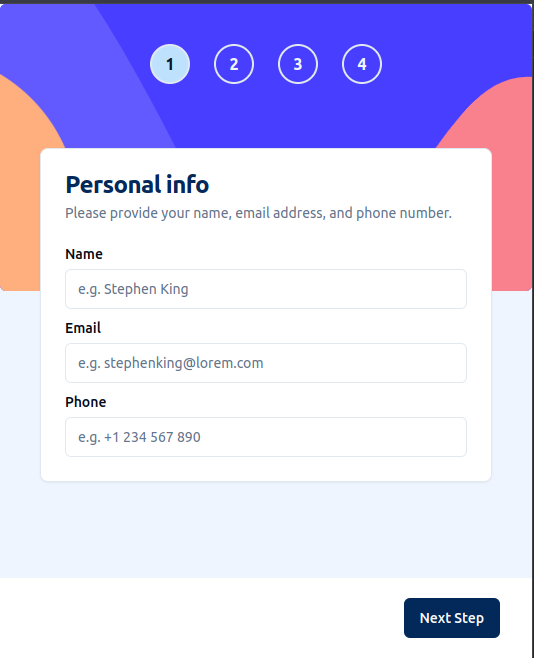 1 2 3 4
Personal info
Please provide your name, email address, and phone number.
Name
e.g. Stephen King
Email
e.g. stephenking@lorem.com
Phone
e.g. +1 234 567 890
Next Step